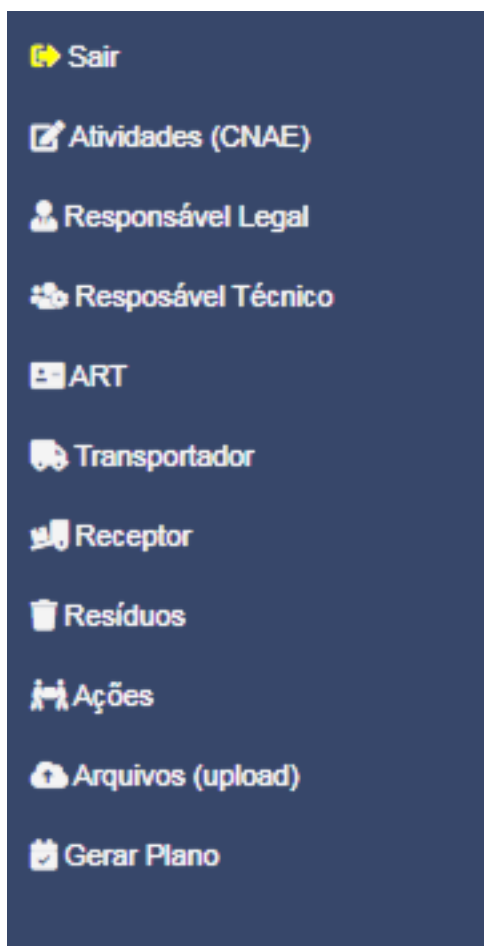 Sair
Atividades (CNAE)
Responsável Legal
Resposável Técnico
ART
Transportador
Receptor
Resíduos
Ações
Arquivos (upload)
Gerar Plano